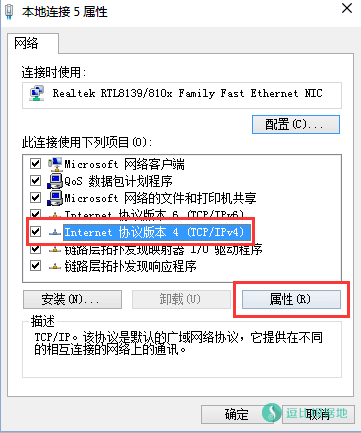 本地连接 5 属性
网络
连接时使用:
Realtek RTL8139/810x Family Fast Ethernet NIC
配置(C)...
此连接使用下列项目(O):
Microsoft 网络客户端
QoS 数据包计划程序
Microsoft 网络的文件和打印机共享
Internet 协议版本 6 (TCP/IPv6)
Internet 协议版本 4 (TCP/IPv4)
链路层拓扑发现映射器 I/O 驱动程序
链路层拓扑发现响应程序
安装(N)...
卸载(U)
属性(R)
描述
TCP/IP。该协议是默认的广域网络协议，它提供在不同
的相互连接的网络上的通讯。
确定
取消